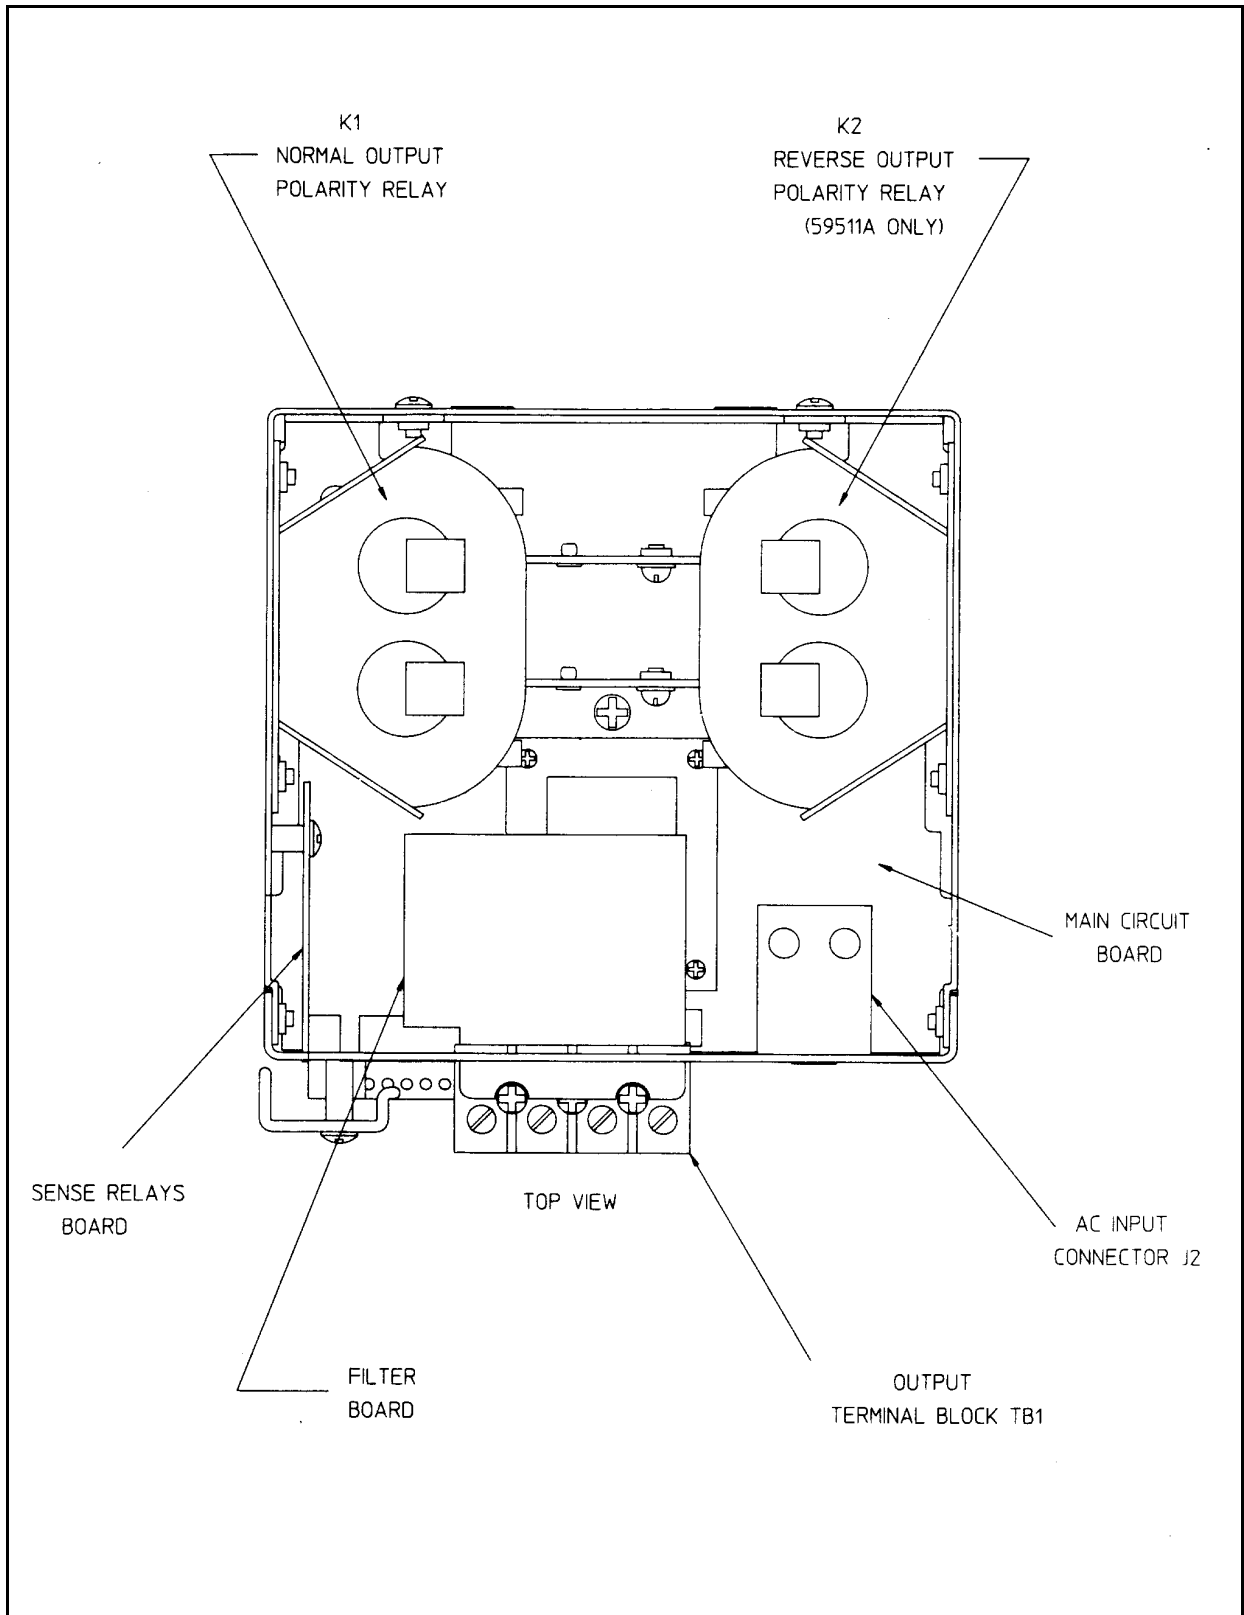 K1
NORMAL OUTPUT
POLARITY RELAY
K2
REVERSE OUTPUT
POLARITY RELAY
(59511A ONLY)
MAIN CIRCUIT
BOARD
SENSE RELAYS
BOARD
TOP VIEW
AC INPUT
CONNECTOR J2
FILTER
BOARD
OUTPUT
TERMINAL BLOCK TB1